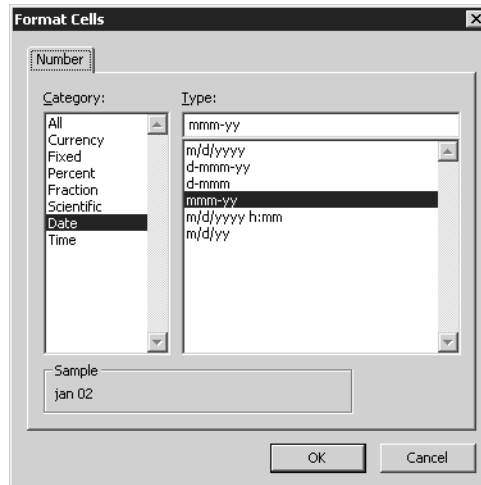 Format Cells
Number
Category:
All
Currency
Fixed
Percent
Fraction
Scientific
Date
Time
Type:
mmm-yy
m/d/yyyy
d-mmm-yy
d-mmm
mmm-yy
m/d/yyyy h:mm
m/d/yy
Sample
jan 02
OK
Cancel